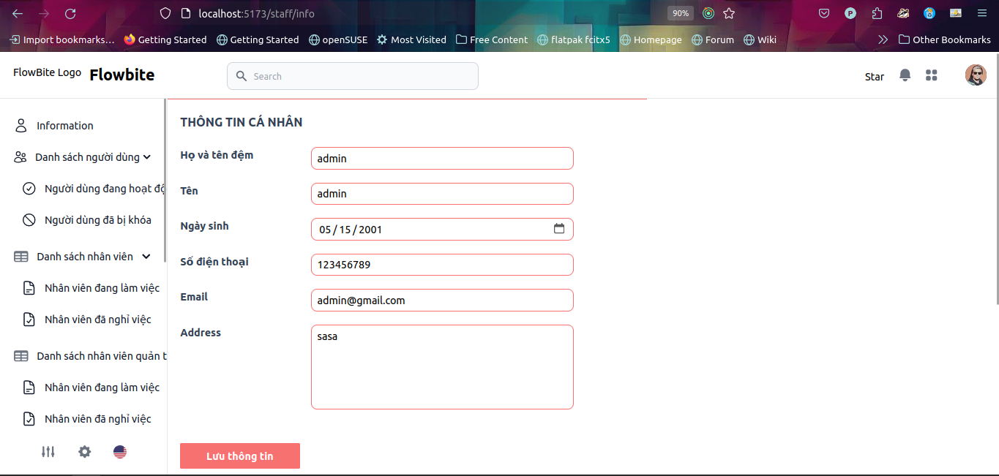 localhost:5173/staff/info
90%
Import bookmarks... Getting Started Getting Started openSUSE Most Visited Free Content flatpak fcitx5 Homepage Forum Wiki Other Bookmarks
FlowBite Logo Flowbite
Search
Star
Information
Danh sách người dùng
Người dùng đang hoạt độ
Người dùng đã bị khóa
Danh sách nhân viên
Nhân viên đang làm việc
Nhân viên đã nghỉ việc
Danh sách nhân viên quản t
Nhân viên đang làm việc
Nhân viên đã nghỉ việc
THÔNG TIN CÁ NHÂN
Họ và tên đệm
admin
Tên
admin
Ngày sinh
05/15/2001
Số điện thoại
123456789
Email
admin@gmail.com
Address
sasa
Lưu thông tin